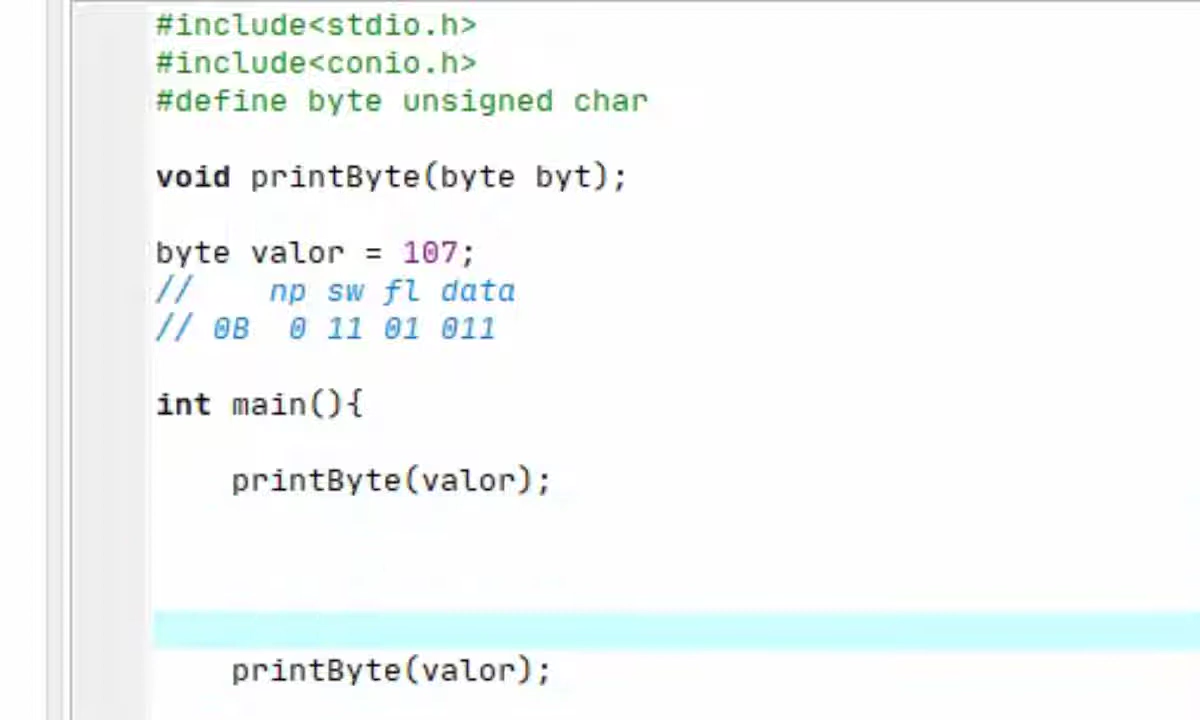 #include<stdio.h>
#include<conio.h>
#define byte unsigned char
void printByte(byte byt);
byte valor = 107;
//    np sw fl data
// 0B  0 11 01 011
int main(){
    printByte(valor);
    printByte(valor);